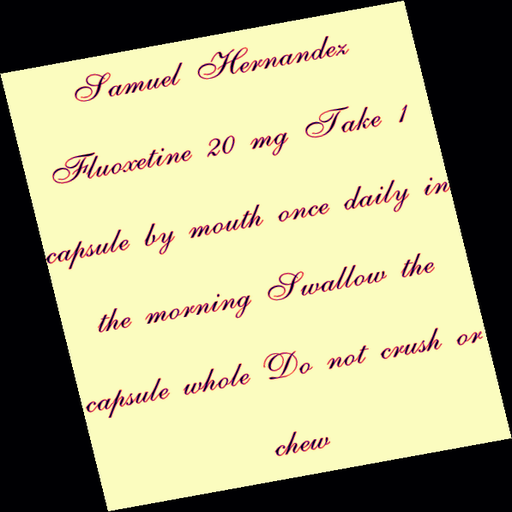 Samuel Hernandez
Fluoxetine 20 mg Take 1
capsule by mouth once daily in
the morning Swallow the
capsule whole Do not crush or
chew